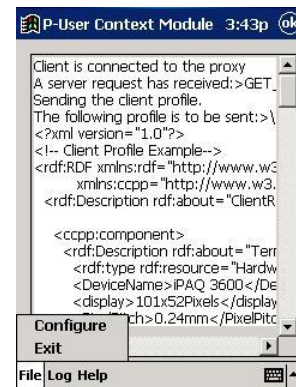 P-User Context Module 3:43p ok
Client is connected to the proxy
A server request has received:>GET_
Sending the client profile.
The following profile is to be sent:>\
<?xml version="1.0"?>
<!-- Client Profile Example-->
<rdf:RDF xmlns:rdf="http://www.w3
xmlns:ccpp="http://www.w3.
<rdf:Description rdf:about="ClientR
<ccpp:component>
<rdf:Description rdf:about="Terr
<rdf:type rdf:resource="Hardw
<DeviceName>iPAQ 3600</De
<display>101x52Pixels</display
ch>0.24mm</PixelPitc
Configure
Exit
File Log Help